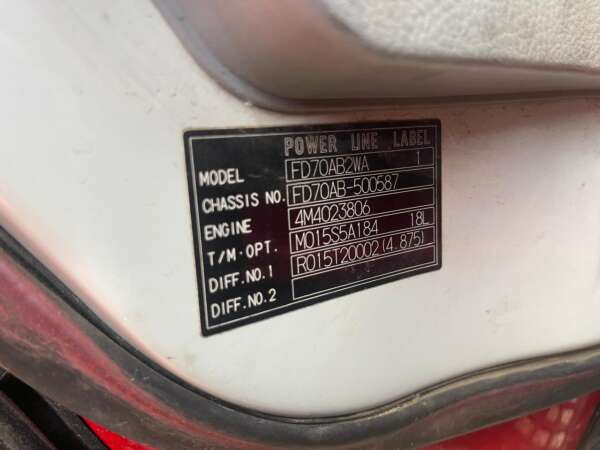 POWER LINE LABEL
MODEL FD70AB2WA 1
CHASSIS NO. FD70AB-500587
ENGINE 4M4023806
T/M·OPT. M015S5A184 18L
DIFF.NO.1 R015T20002(4.875)
DIFF.NO.2